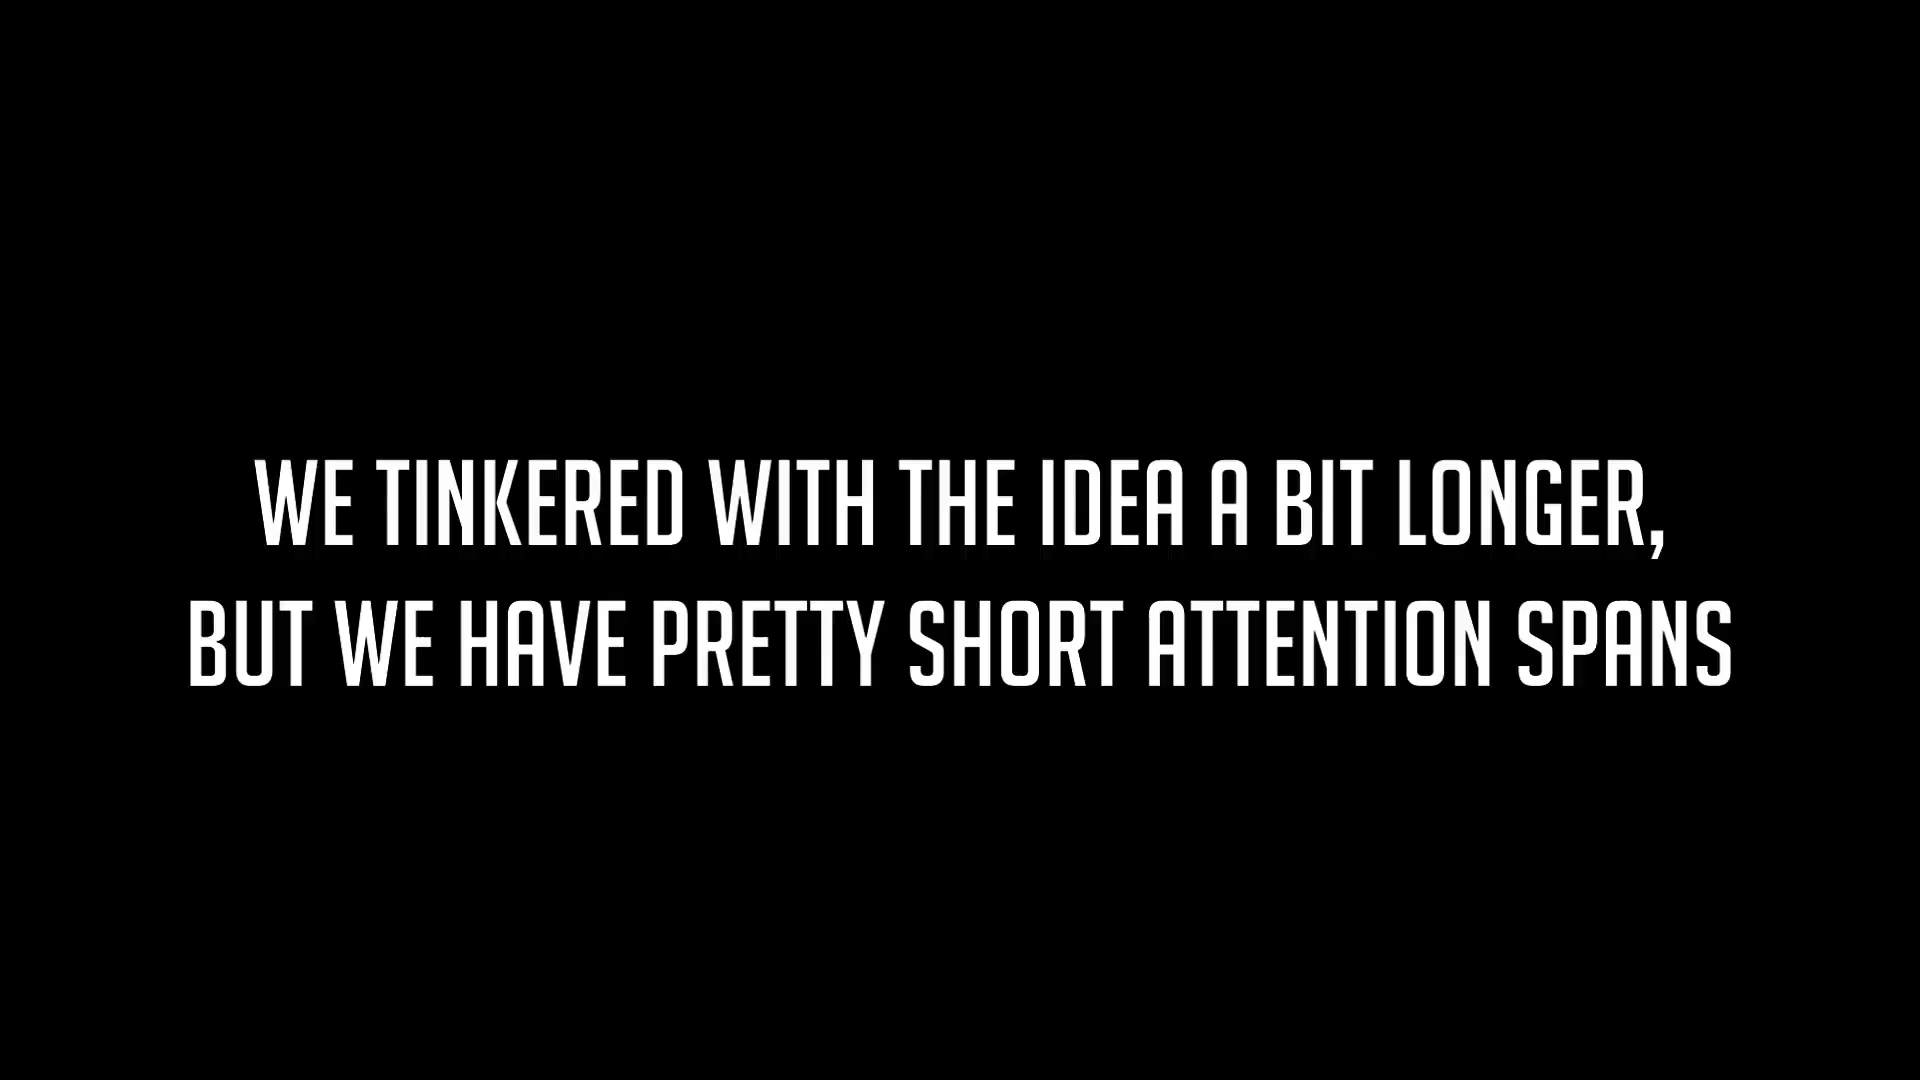 WE TINKERED WITH THE IDEA A BIT LONGER,
BUT WE HAVE PRETTY SHORT ATTENTION SPANS